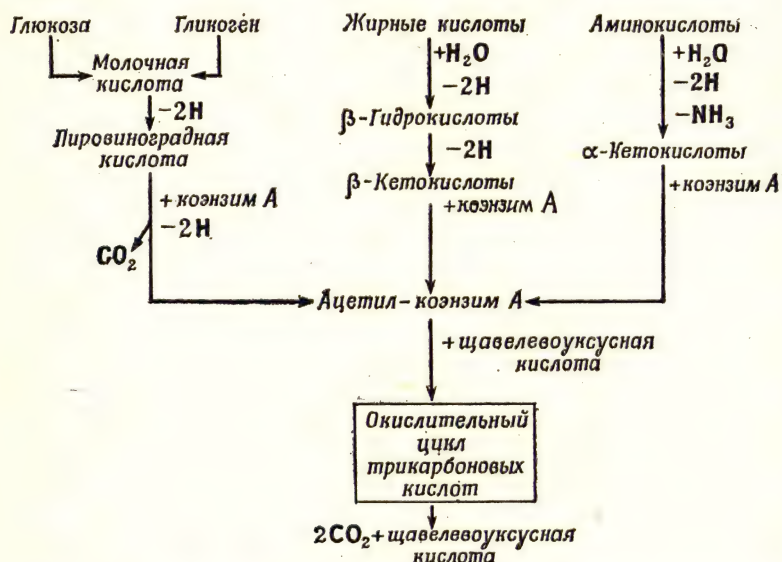 Глюкоза
Гликоген
Молочная
кислота
-2H
Пировиноградная
кислота
+ коэнзим А
-2H
CO2
Жирные кислоты
+H2O
-2H
β-Гидрокислоты
-2H
β-Кетокислоты
+коэнзим А
Аминокислоты
+H2O
-2H
-NH3
α-Кетокислоты
+коэнзим А
Ацетил-коэнзим А
+ щавелевоуксусная
кислота
Окислительный
цикл
трикарбоновых
кислот
2CO2+щавелевоуксусная
кислота